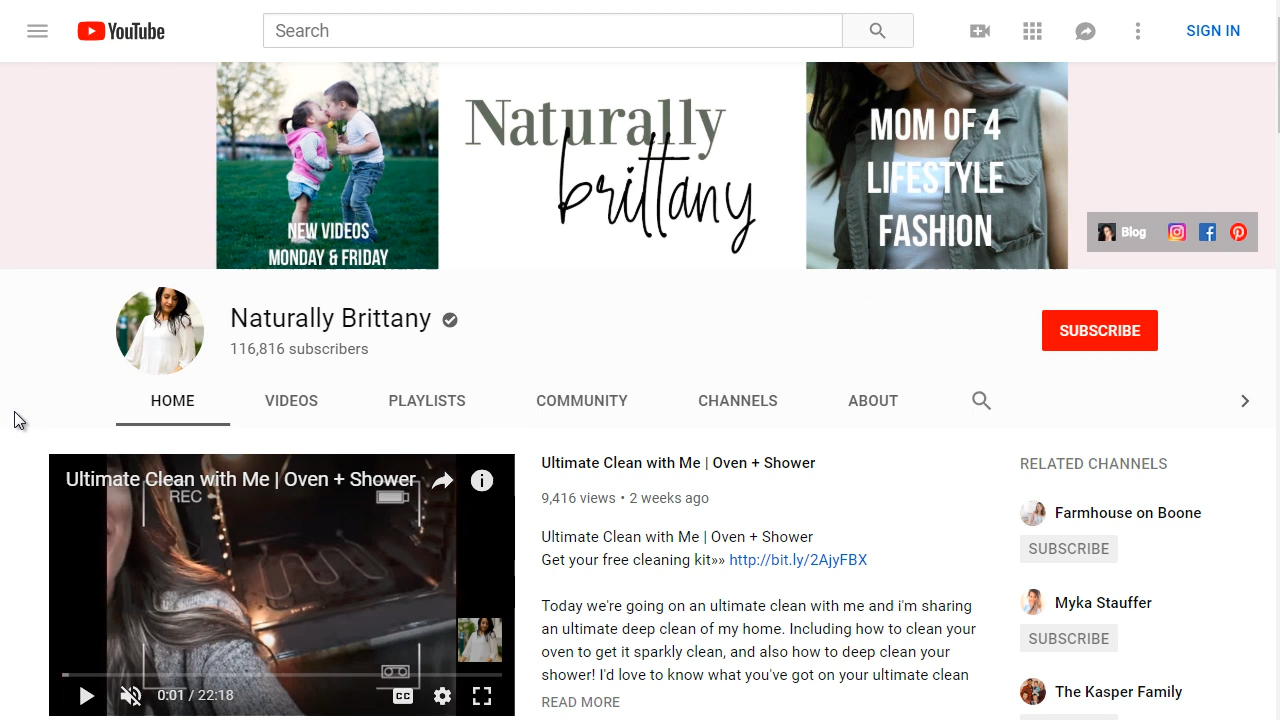 YouTube
Search
SIGN IN
NEW VIDEOS
MONDAY & FRIDAY
Naturally
brittany
MOM OF 4
LIFESTYLE
FASHION
Blog
Naturally Brittany
116,816 subscribers
SUBSCRIBE
HOME
VIDEOS
PLAYLISTS
COMMUNITY
CHANNELS
ABOUT
Ultimate Clean with Me | Oven + Shower
REC
0:01 / 22:18
CC
Ultimate Clean with Me | Oven + Shower
9,416 views • 2 weeks ago
Ultimate Clean with Me | Oven + Shower
Get your free cleaning kit»» http://bit.ly/2AjyFBX
Today we're going on an ultimate clean with me and i'm sharing
an ultimate deep clean of my home. Including how to clean your
oven to get it sparkly clean, and also how to deep clean your
shower! I'd love to know what you've got on your ultimate clean
READ MORE
RELATED CHANNELS
Farmhouse on Boone
SUBSCRIBE
Myka Stauffer
SUBSCRIBE
The Kasper Family